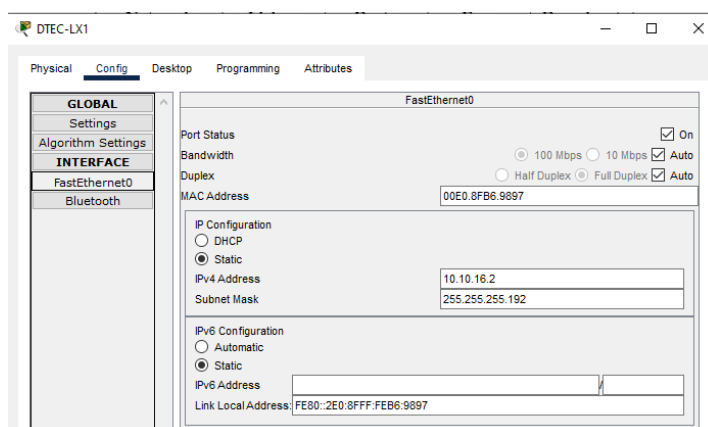 DTEC-LX1
Physical Config Desktop Programming Attributes
GLOBAL
Settings
Algorithm Settings
INTERFACE
FastEthernet0
Bluetooth
FastEthernet0
Port Status On
Bandwidth 100 Mbps 10 Mbps Auto
Duplex Half Duplex Full Duplex Auto
MAC Address 00E0.8FB6.9897
IP Configuration
DHCP
Static
IPv4 Address 10.10.16.2
Subnet Mask 255.255.255.192
IPv6 Configuration
Automatic
Static
IPv6 Address /
Link Local Address: FE80::2E0:8FFF:FEB6:9897